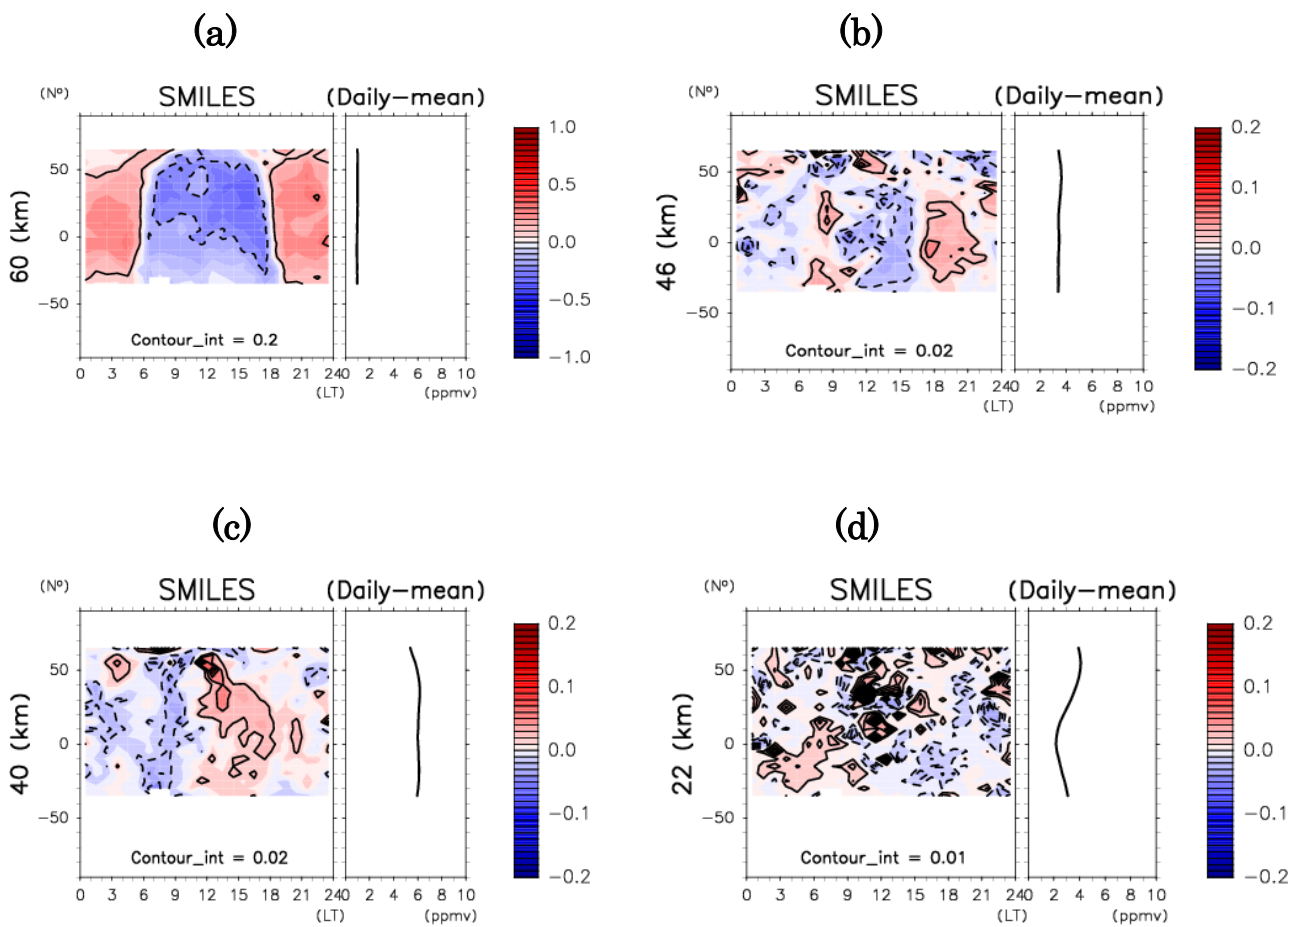 (a)
(N°) SMILES (Daily−mean)
60 (km)
50
0
−50
Contour_int = 0.2
0 3 6 9 12 15 18 21 24
(LT)
0 2 4 6 8 10
(ppmv)
1.0
0.5
0.0
−0.5
−1.0
(b)
(N°) SMILES (Daily−mean)
46 (km)
50
0
−50
Contour_int = 0.02
0 3 6 9 12 15 18 21 24
(LT)
0 2 4 6 8 10
(ppmv)
0.2
0.1
0.0
−0.1
−0.2
(c)
(N°) SMILES (Daily−mean)
40 (km)
50
0
−50
Contour_int = 0.02
0 3 6 9 12 15 18 21 24
(LT)
0 2 4 6 8 10
(ppmv)
0.2
0.1
0.0
−0.1
−0.2
(d)
(N°) SMILES (Daily−mean)
22 (km)
50
0
−50
Contour_int = 0.01
0 3 6 9 12 15 18 21 24
(LT)
0 2 4 6 8 10
(ppmv)
0.2
0.1
0.0
−0.1
−0.2